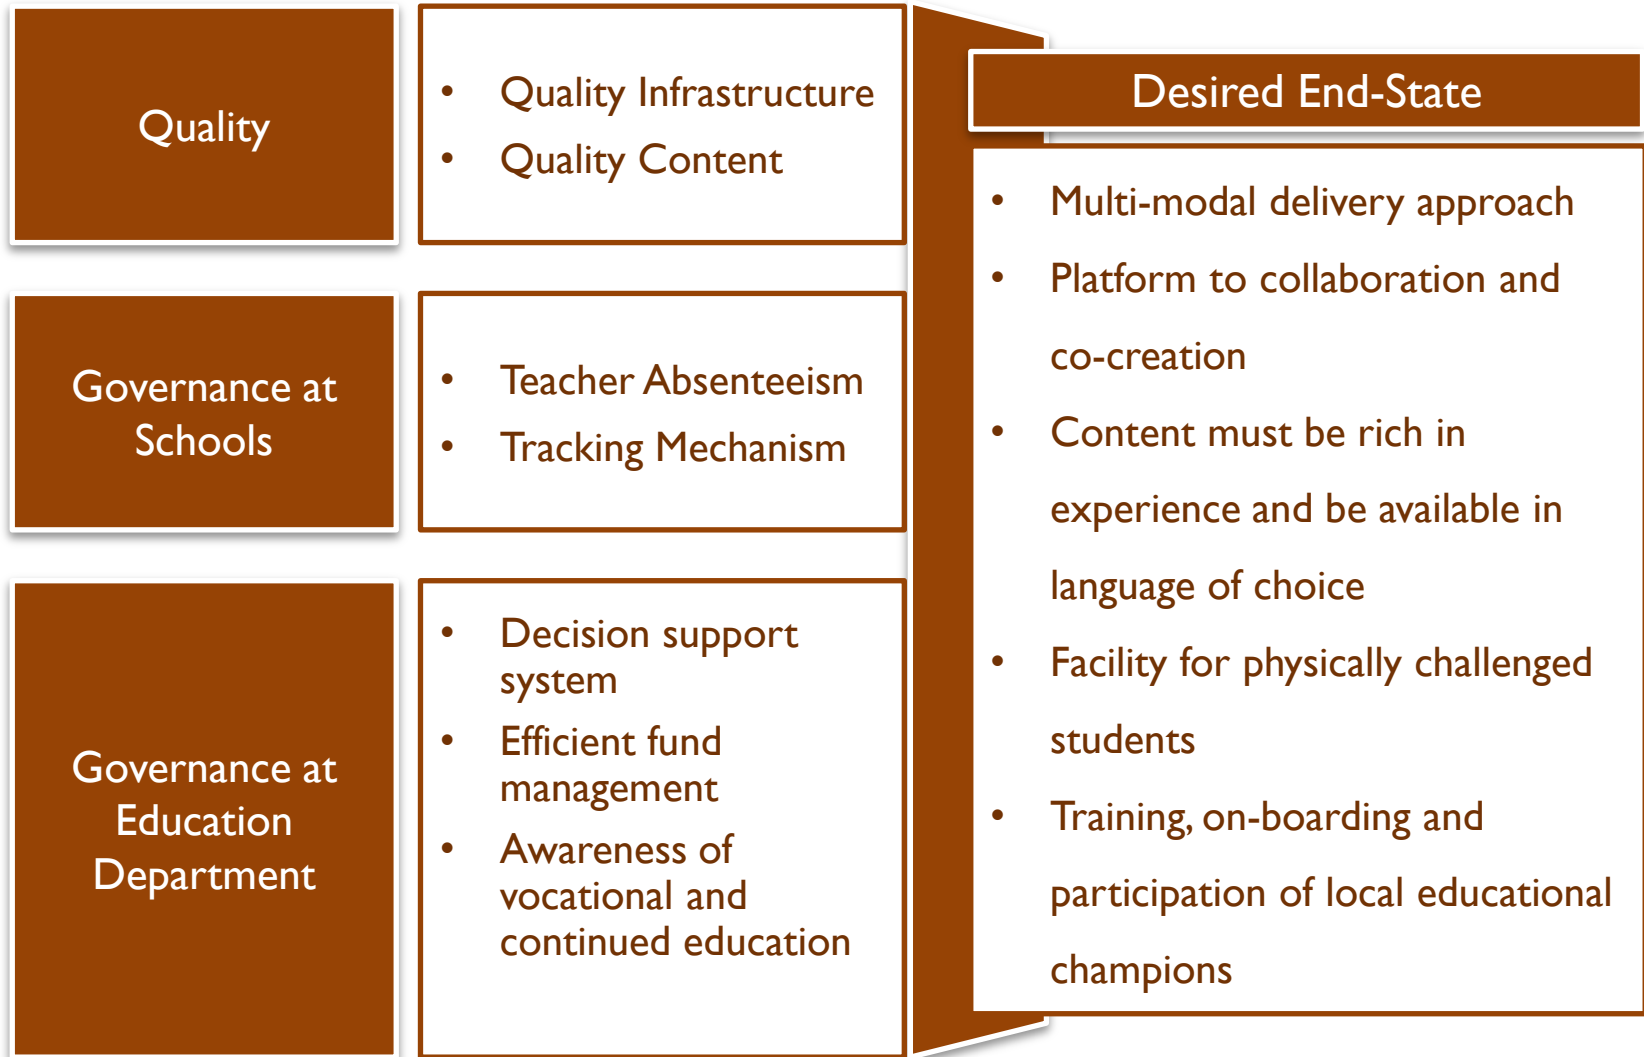 Quality
• Quality Infrastructure
• Quality Content
Governance at
Schools
• Teacher Absenteeism
• Tracking Mechanism
Governance at
Education
Department
• Decision support
system
• Efficient fund
management
• Awareness of
vocational and
continued education
Desired End-State
• Multi-modal delivery approach
• Platform to collaboration and
co-creation
• Content must be rich in
experience and be available in
language of choice
• Facility for physically challenged
students
• Training, on-boarding and
participation of local educational
champions